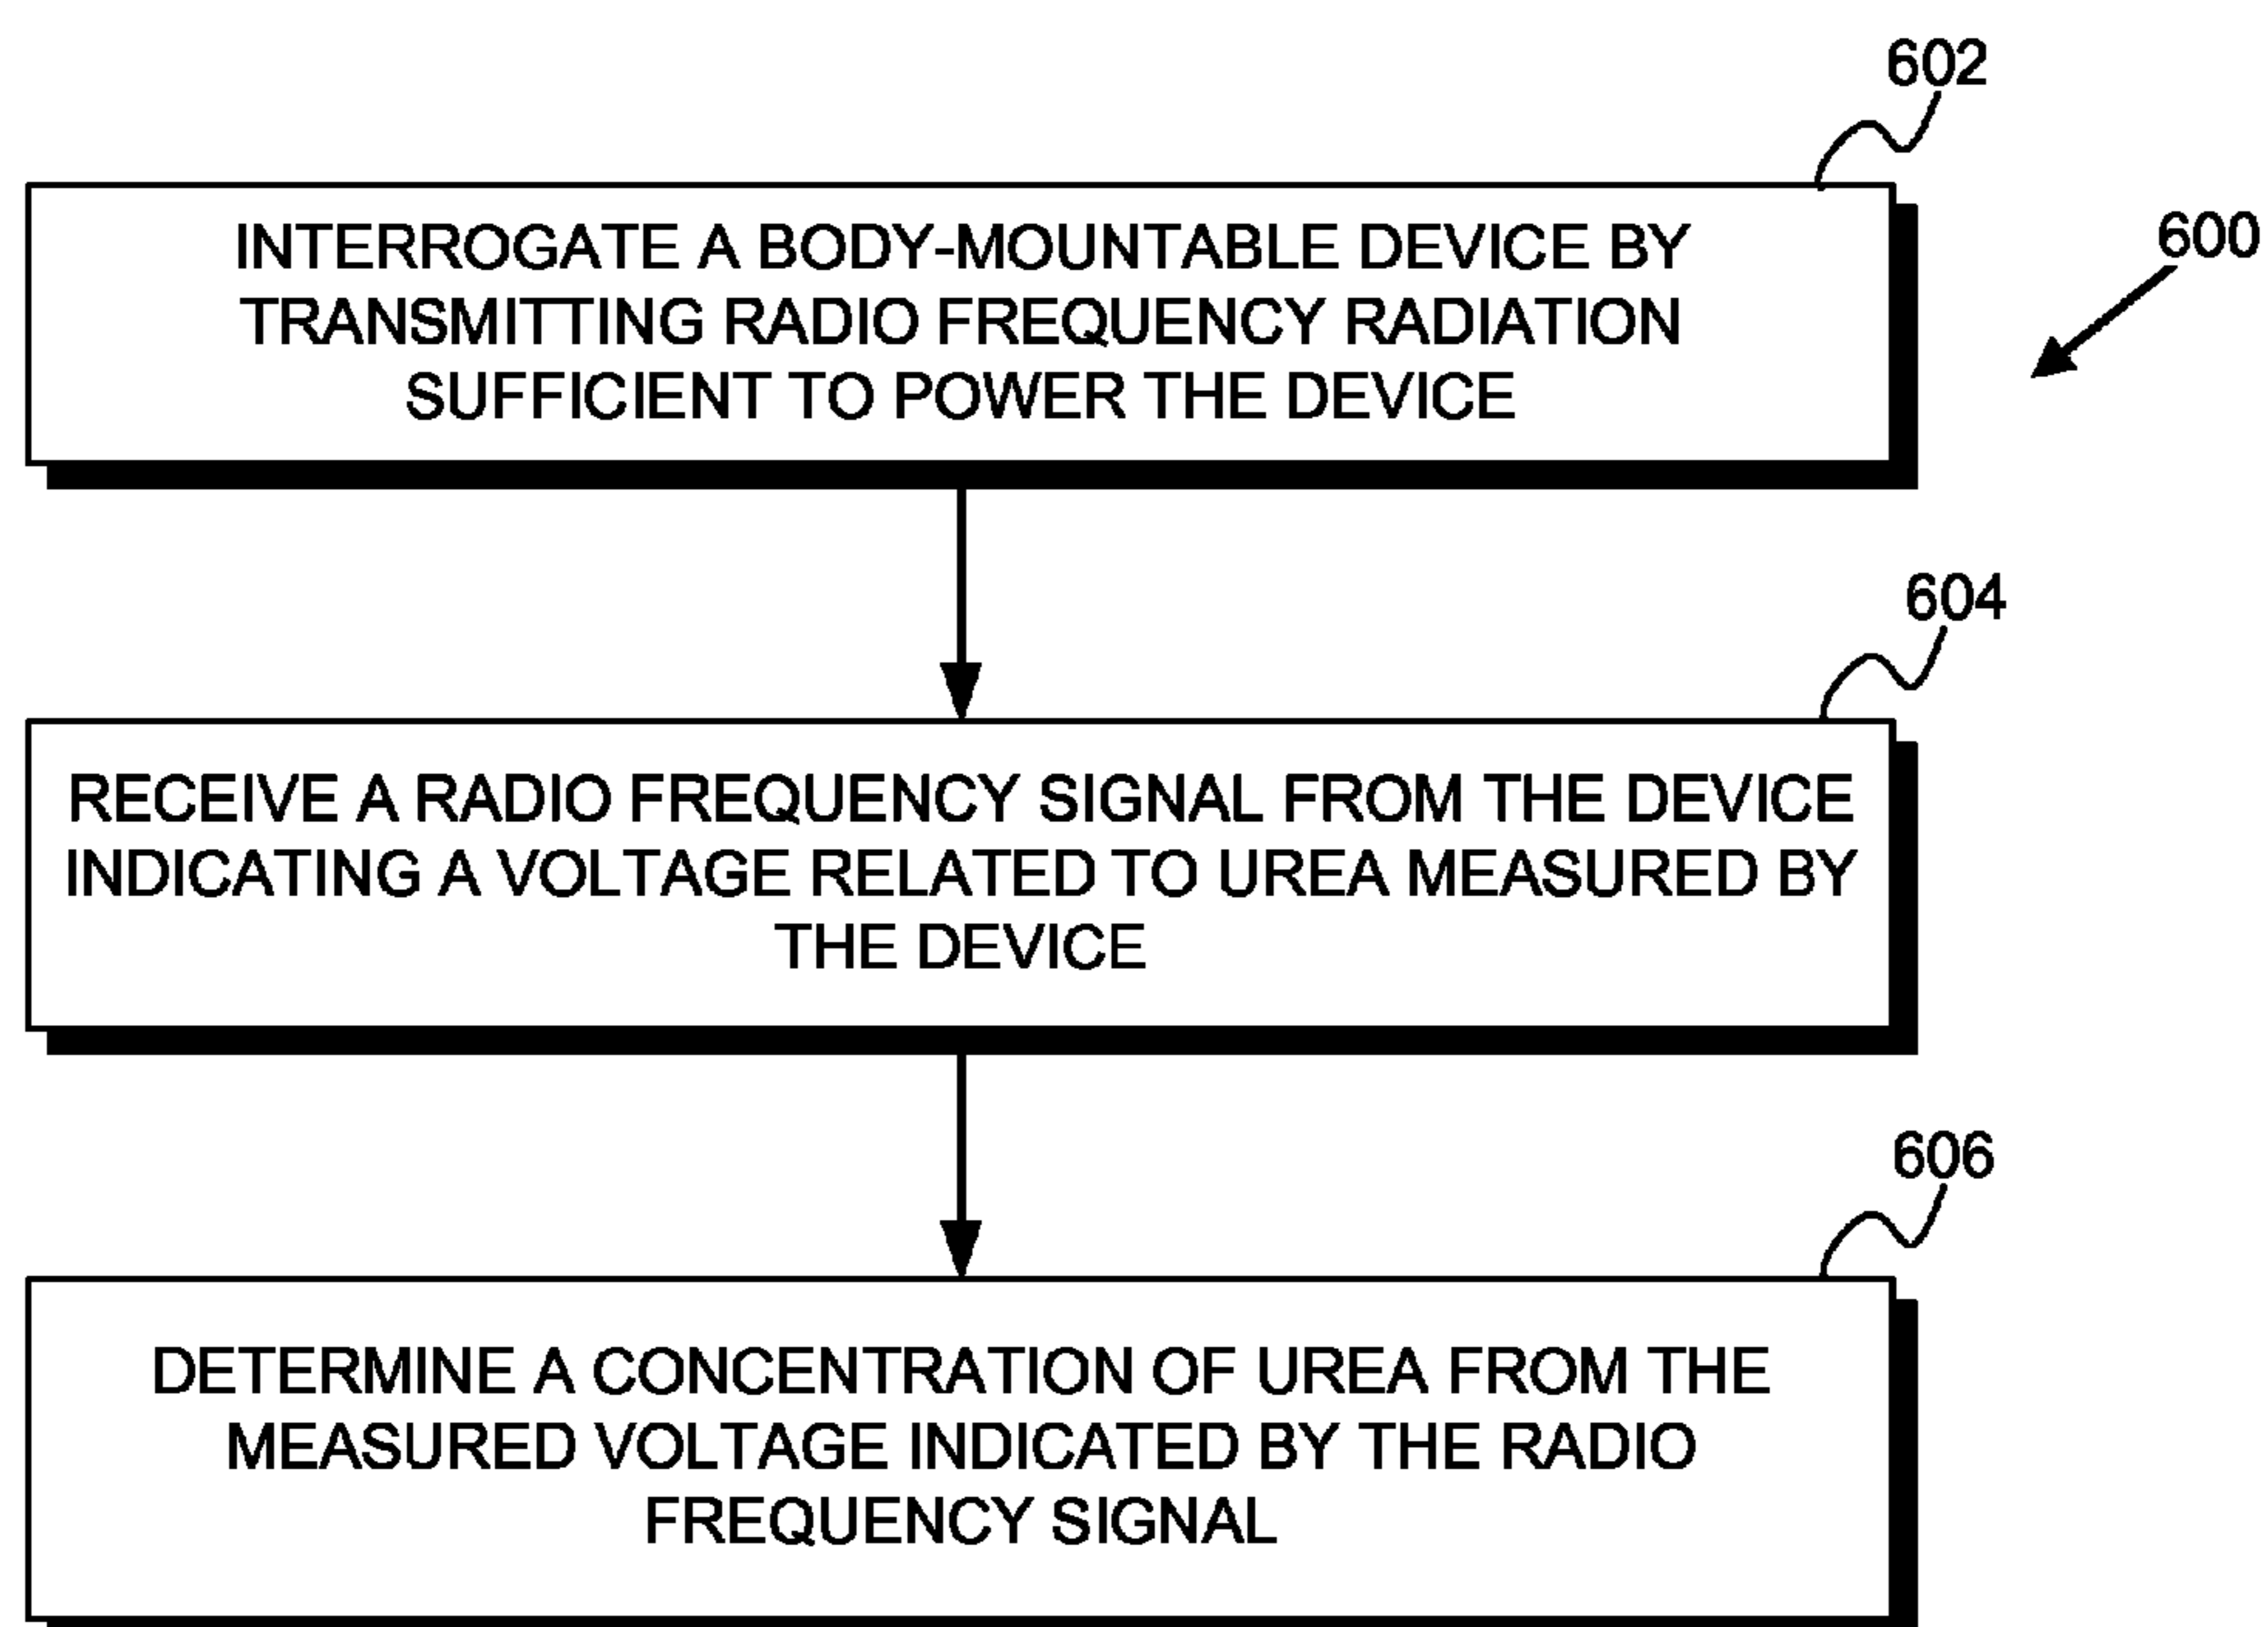 602
INTERROGATE A BODY-MOUNTABLE DEVICE BY
TRANSMITTING RADIO FREQUENCY RADIATION
SUFFICIENT TO POWER THE DEVICE
600
604
RECEIVE A RADIO FREQUENCY SIGNAL FROM THE DEVICE
INDICATING A VOLTAGE RELATED TO UREA MEASURED BY
THE DEVICE
606
DETERMINE A CONCENTRATION OF UREA FROM THE
MEASURED VOLTAGE INDICATED BY THE RADIO
FREQUENCY SIGNAL